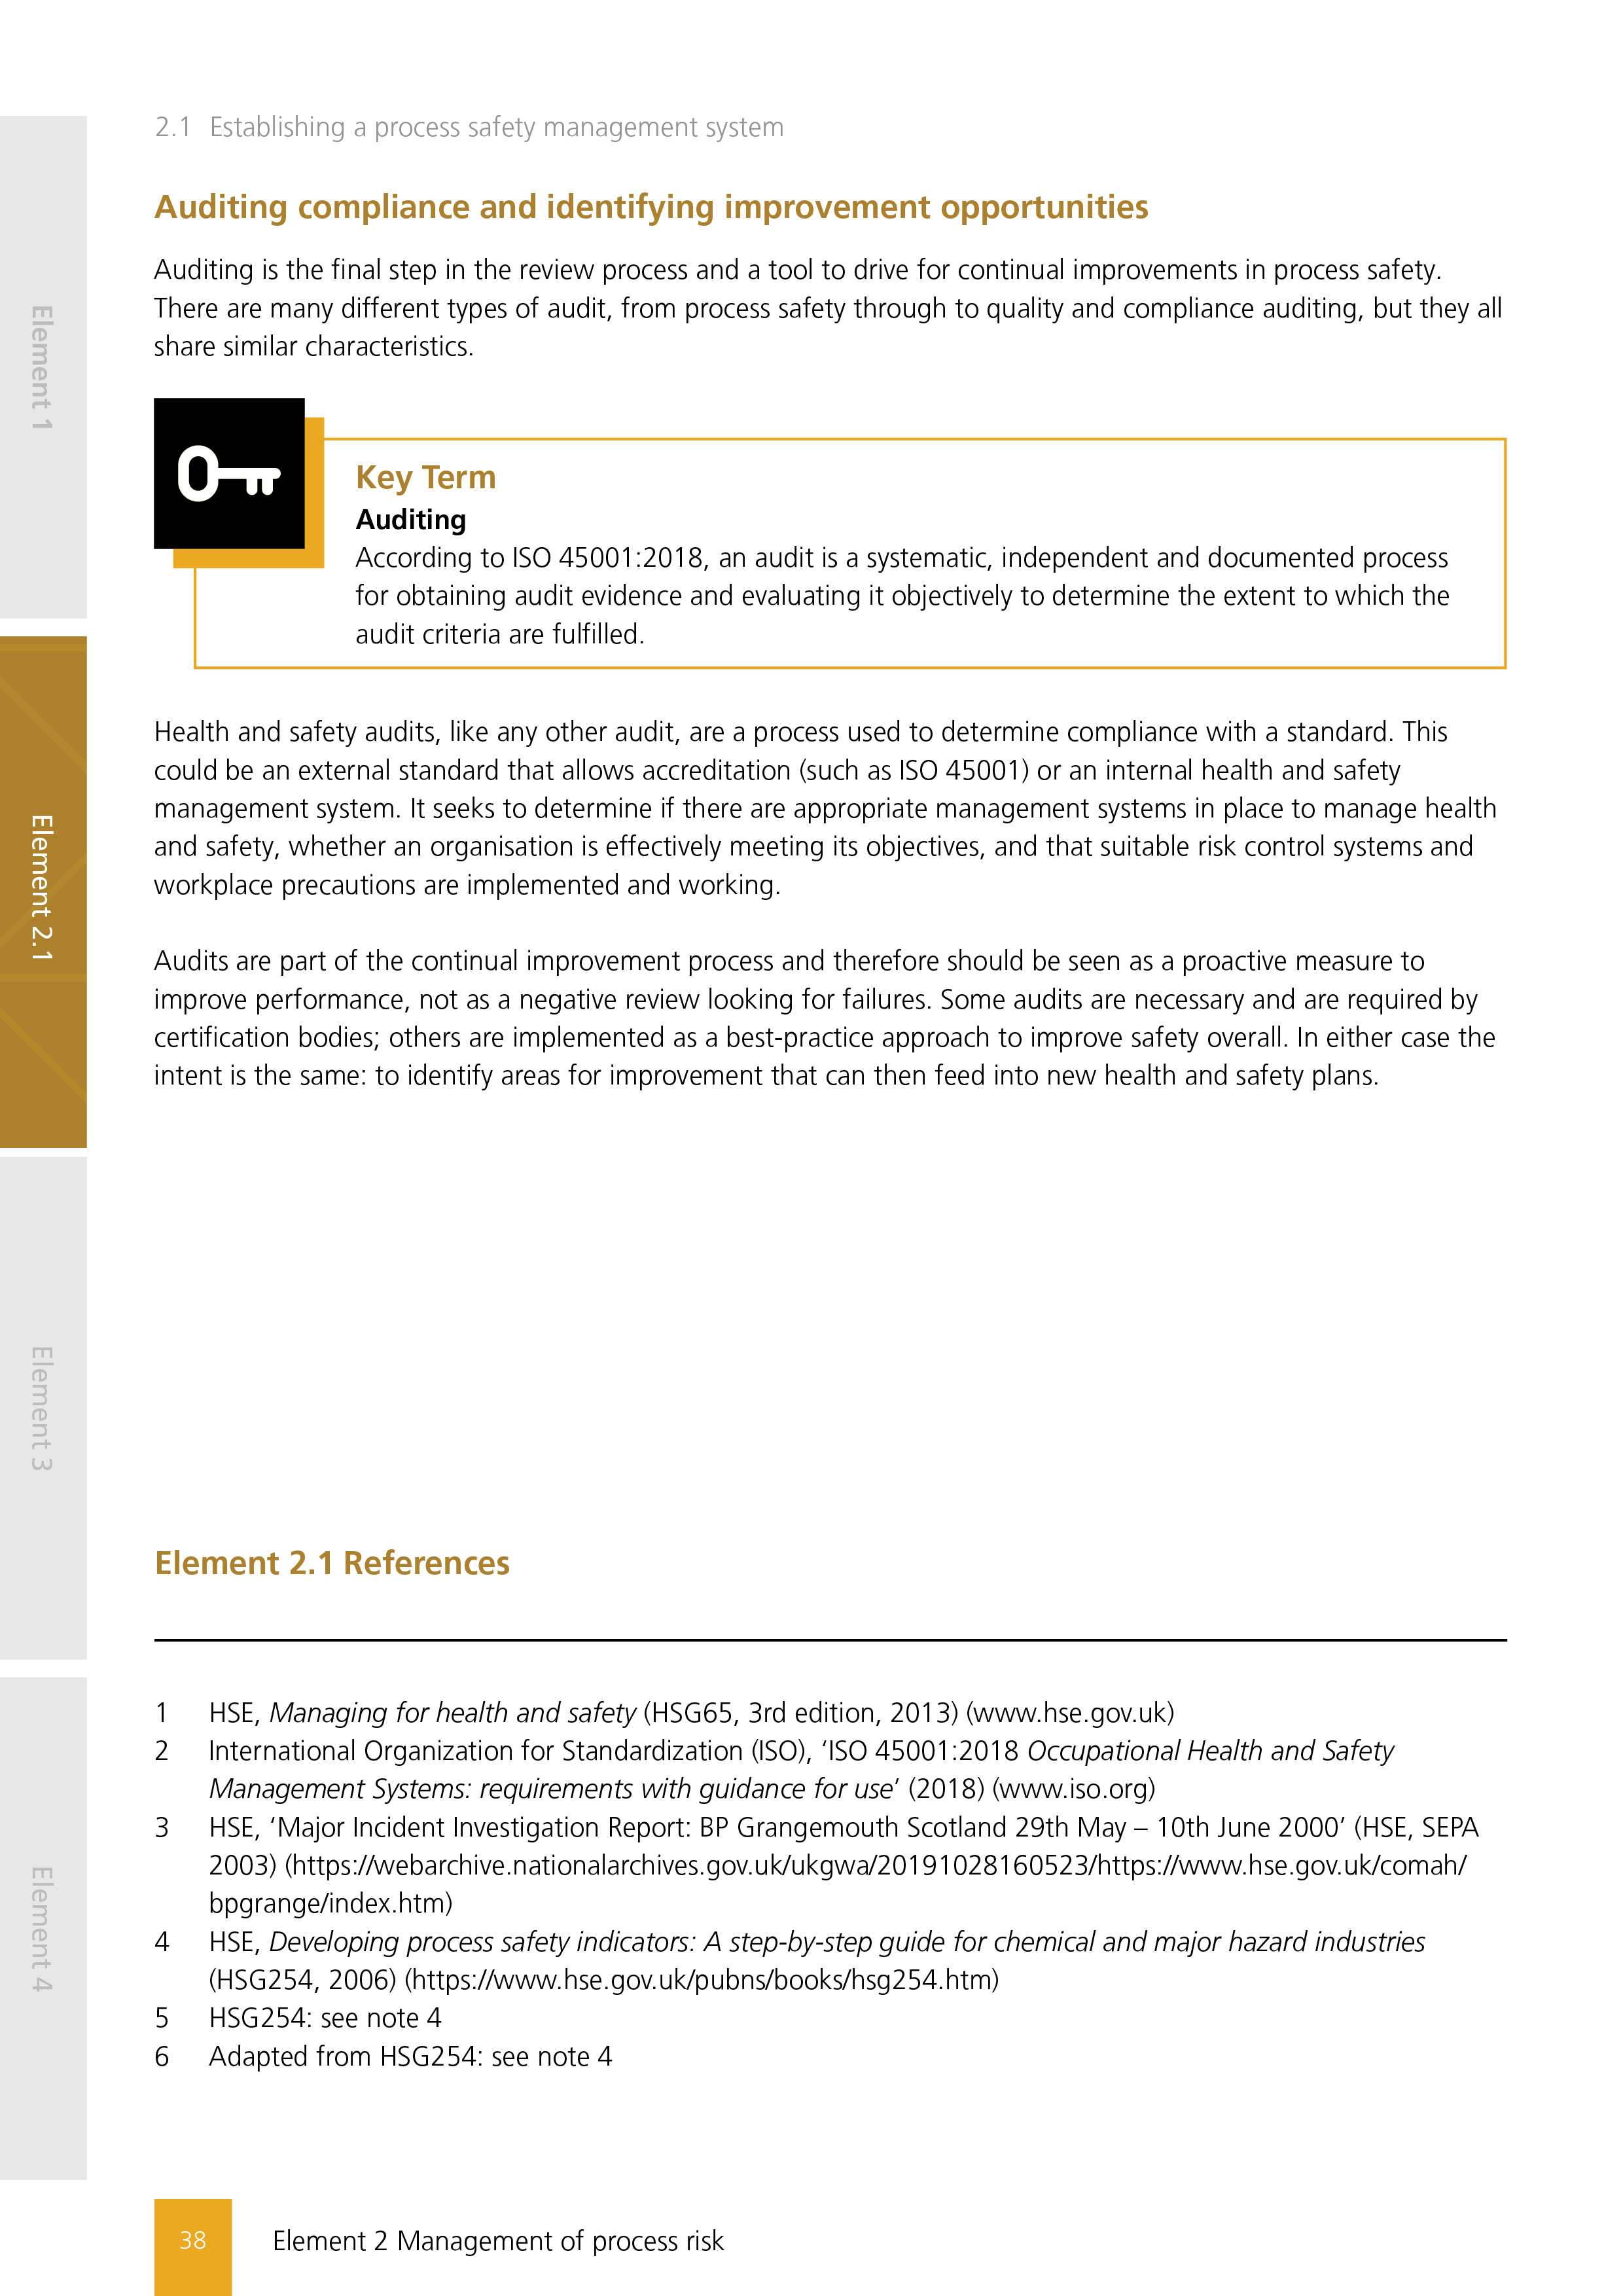 2.1 Establishing a process safety management system
Auditing compliance and identifying improvement opportunities
Auditing is the final step in the review process and a tool to drive for continual improvements in process safety.
There are many different types of audit, from process safety through to quality and compliance auditing, but they all
share similar characteristics.
Key Term
Auditing
According to ISO 45001:2018, an audit is a systematic, independent and documented process
for obtaining audit evidence and evaluating it objectively to determine the extent to which the
audit criteria are fulfilled.
Health and safety audits, like any other audit, are a process used to determine compliance with a standard. This
could be an external standard that allows accreditation (such as ISO 45001) or an internal health and safety
management system. It seeks to determine if there are appropriate management systems in place to manage health
and safety, whether an organisation is effectively meeting its objectives, and that suitable risk control systems and
workplace precautions are implemented and working.
Audits are part of the continual improvement process and therefore should be seen as a proactive measure to
improve performance, not as a negative review looking for failures. Some audits are necessary and are required by
certification bodies; others are implemented as a best-practice approach to improve safety overall. In either case the
intent is the same: to identify areas for improvement that can then feed into new health and safety plans.
Element 2.1 References
1 HSE, Managing for health and safety (HSG65, 3rd edition, 2013) (www.hse.gov.uk)
2 International Organization for Standardization (ISO), ‘ISO 45001:2018 Occupational Health and Safety
Management Systems: requirements with guidance for use’ (2018) (www.iso.org)
3 HSE, ‘Major Incident Investigation Report: BP Grangemouth Scotland 29th May – 10th June 2000’ (HSE, SEPA
2003) (https://webarchive.nationalarchives.gov.uk/ukgwa/20191028160523/https://www.hse.gov.uk/comah/
bpgrange/index.htm)
4 HSE, Developing process safety indicators: A step-by-step guide for chemical and major hazard industries
(HSG254, 2006) (https://www.hse.gov.uk/pubns/books/hsg254.htm)
5 HSG254: see note 4
6 Adapted from HSG254: see note 4
38 Element 2 Management of process risk
Element 1
Element 2.1
Element 3
Element 4